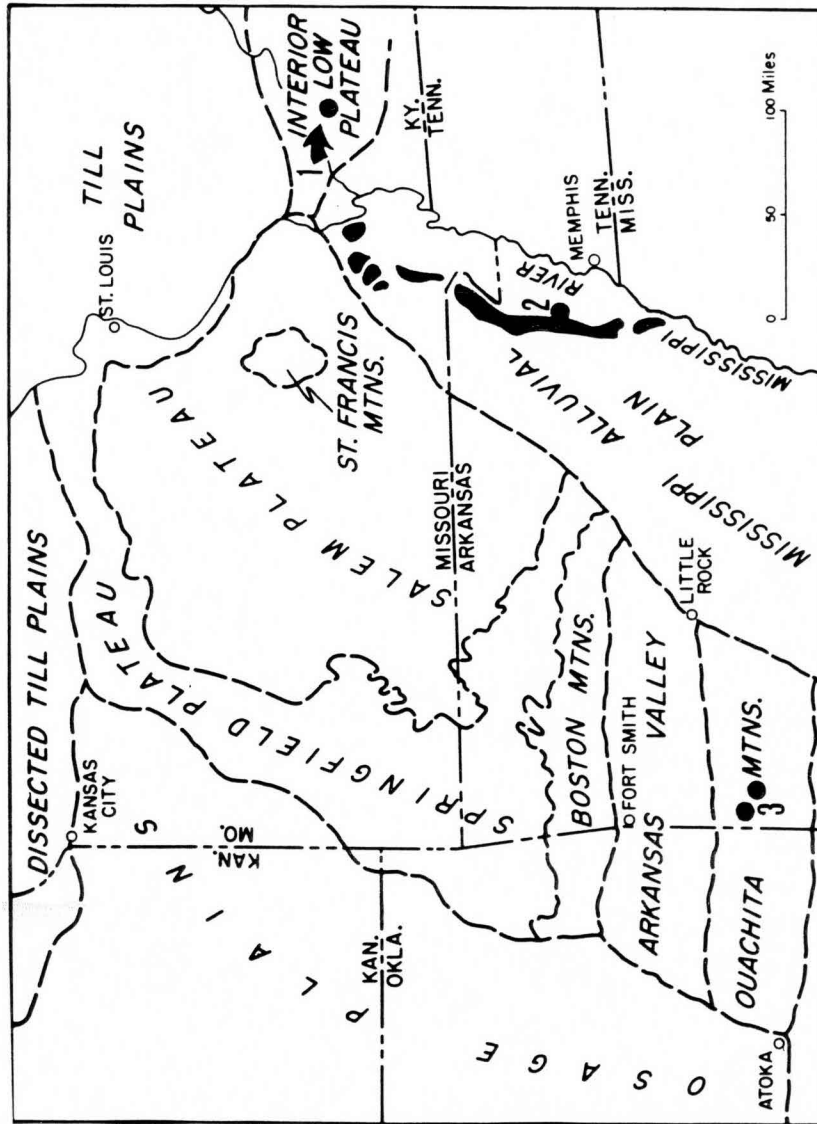 DISSECTED TILL PLAINS
KANSAS
CITY
KAN.
MO.
ST. LOUIS
TILL
PLAINS
SPRINGFIELD PLATEAU
OSAGE PLAINS
SALEM PLATEAU
ST. FRANCIS
MTNS.
1
INTERIOR
LOW
PLATEAU
KAN.
OKLA.
MISSOURI
ARKANSAS
KY.
TENN.
BOSTON MTNS.
FORT SMITH
ARKANSAS VALLEY
OUACHITA MTNS.
3
ATOKA
LITTLE
ROCK
MISSISSIPPI ALLUVIAL
PLAIN
2
MISSISSIPPI RIVER
MEMPHIS
TENN.
MISS.
0 50 100 Miles